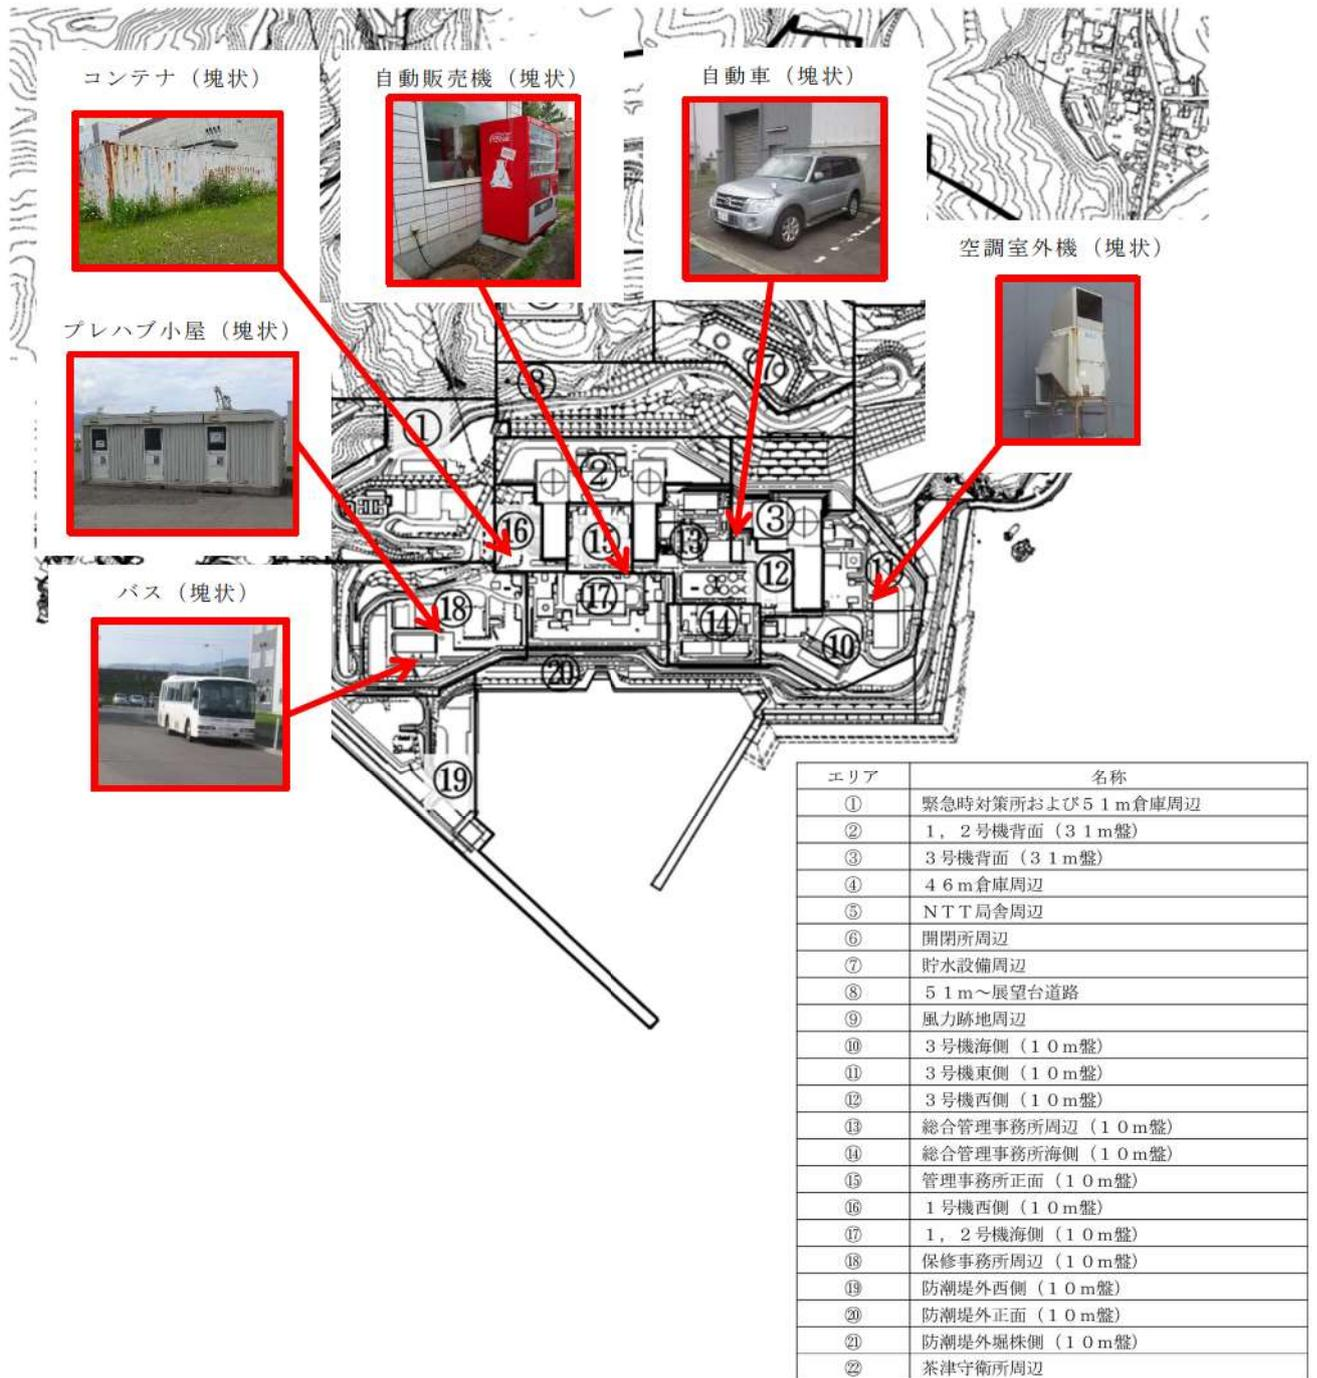 コンテナ（塊状）
自動販売機（塊状）
自動車（塊状）
空調室外機（塊状）
プレハブ小屋（塊状）
バス（塊状）
⑧
⑦
①
②
③
⑯
⑮
⑬
⑫
⑪
⑱
⑰
⑭
⑩
⑳
⑲
エリア 名称
① 緊急時対策所および５１ｍ倉庫周辺
② １，２号機背面（３１ｍ盤）
③ ３号機背面（３１ｍ盤）
④ ４６ｍ倉庫周辺
⑤ ＮＴＴ局舎周辺
⑥ 開閉所周辺
⑦ 貯水設備周辺
⑧ ５１ｍ～展望台道路
⑨ 風力跡地周辺
⑩ ３号機海側（１０ｍ盤）
⑪ ３号機東側（１０ｍ盤）
⑫ ３号機西側（１０ｍ盤）
⑬ 総合管理事務所周辺（１０ｍ盤）
⑭ 総合管理事務所海側（１０ｍ盤）
⑮ 管理事務所正面（１０ｍ盤）
⑯ １号機西側（１０ｍ盤）
⑰ １，２号機海側（１０ｍ盤）
⑱ 保修事務所周辺（１０ｍ盤）
⑲ 防潮堤外西側（１０ｍ盤）
⑳ 防潮堤外正面（１０ｍ盤）
㉑ 防潮堤外堀株側（１０ｍ盤）
㉒ 茶津守衛所周辺